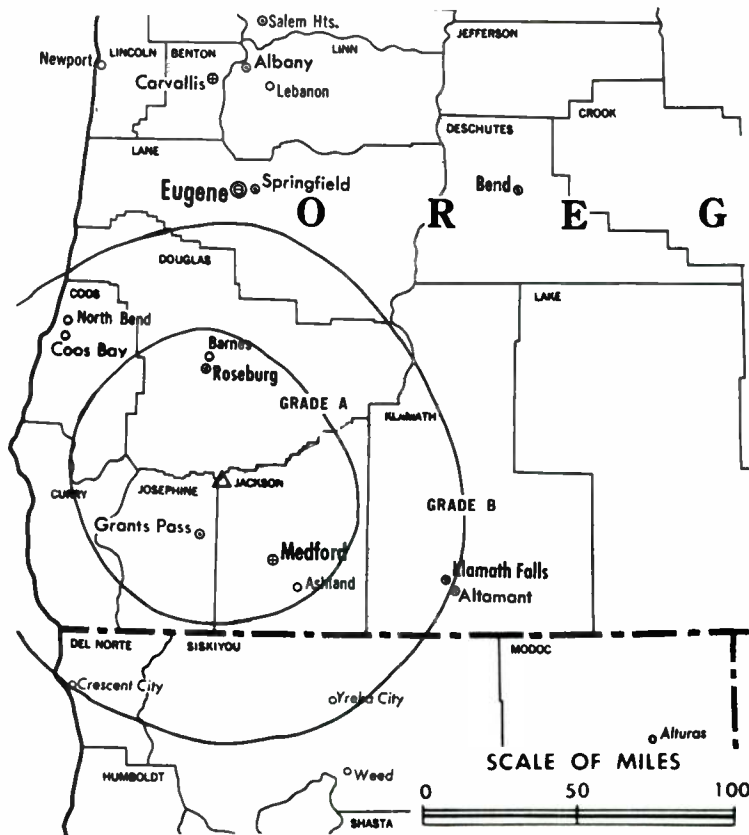 Salem Hts.
LINCOLN BENTON
LINN
JEFFERSON
Newport
Carvallis
Albany
Lebanon
CROOK
DESCHUTES
LANE
Eugene
Springfield
Bend
O R E G
DOUGLAS
COOS
LAKE
North Bend
Coos Bay
Barnes
Roseburg
GRADE A
KLAMATH
CURRY
JOSEPHINE
JACKSON
GRADE B
Grants Pass
Medford
Ashland
Klamath Falls
Altamant
DEL NORTE
SISKIYOU
MODOC
Crescent City
Yreka City
Alturas
SCALE OF MILES
Weed
HUMBOLDT
0 50 100
SHASTA